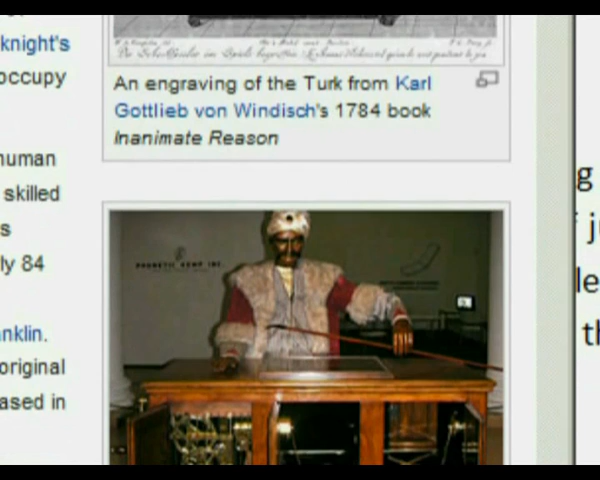 knight's
occupy
human
skilled
s
ly 84
nklin.
original
ased in
An engraving of the Turk from Karl
Gottlieb von Windisch's 1784 book
Inanimate Reason
g
j
le
th